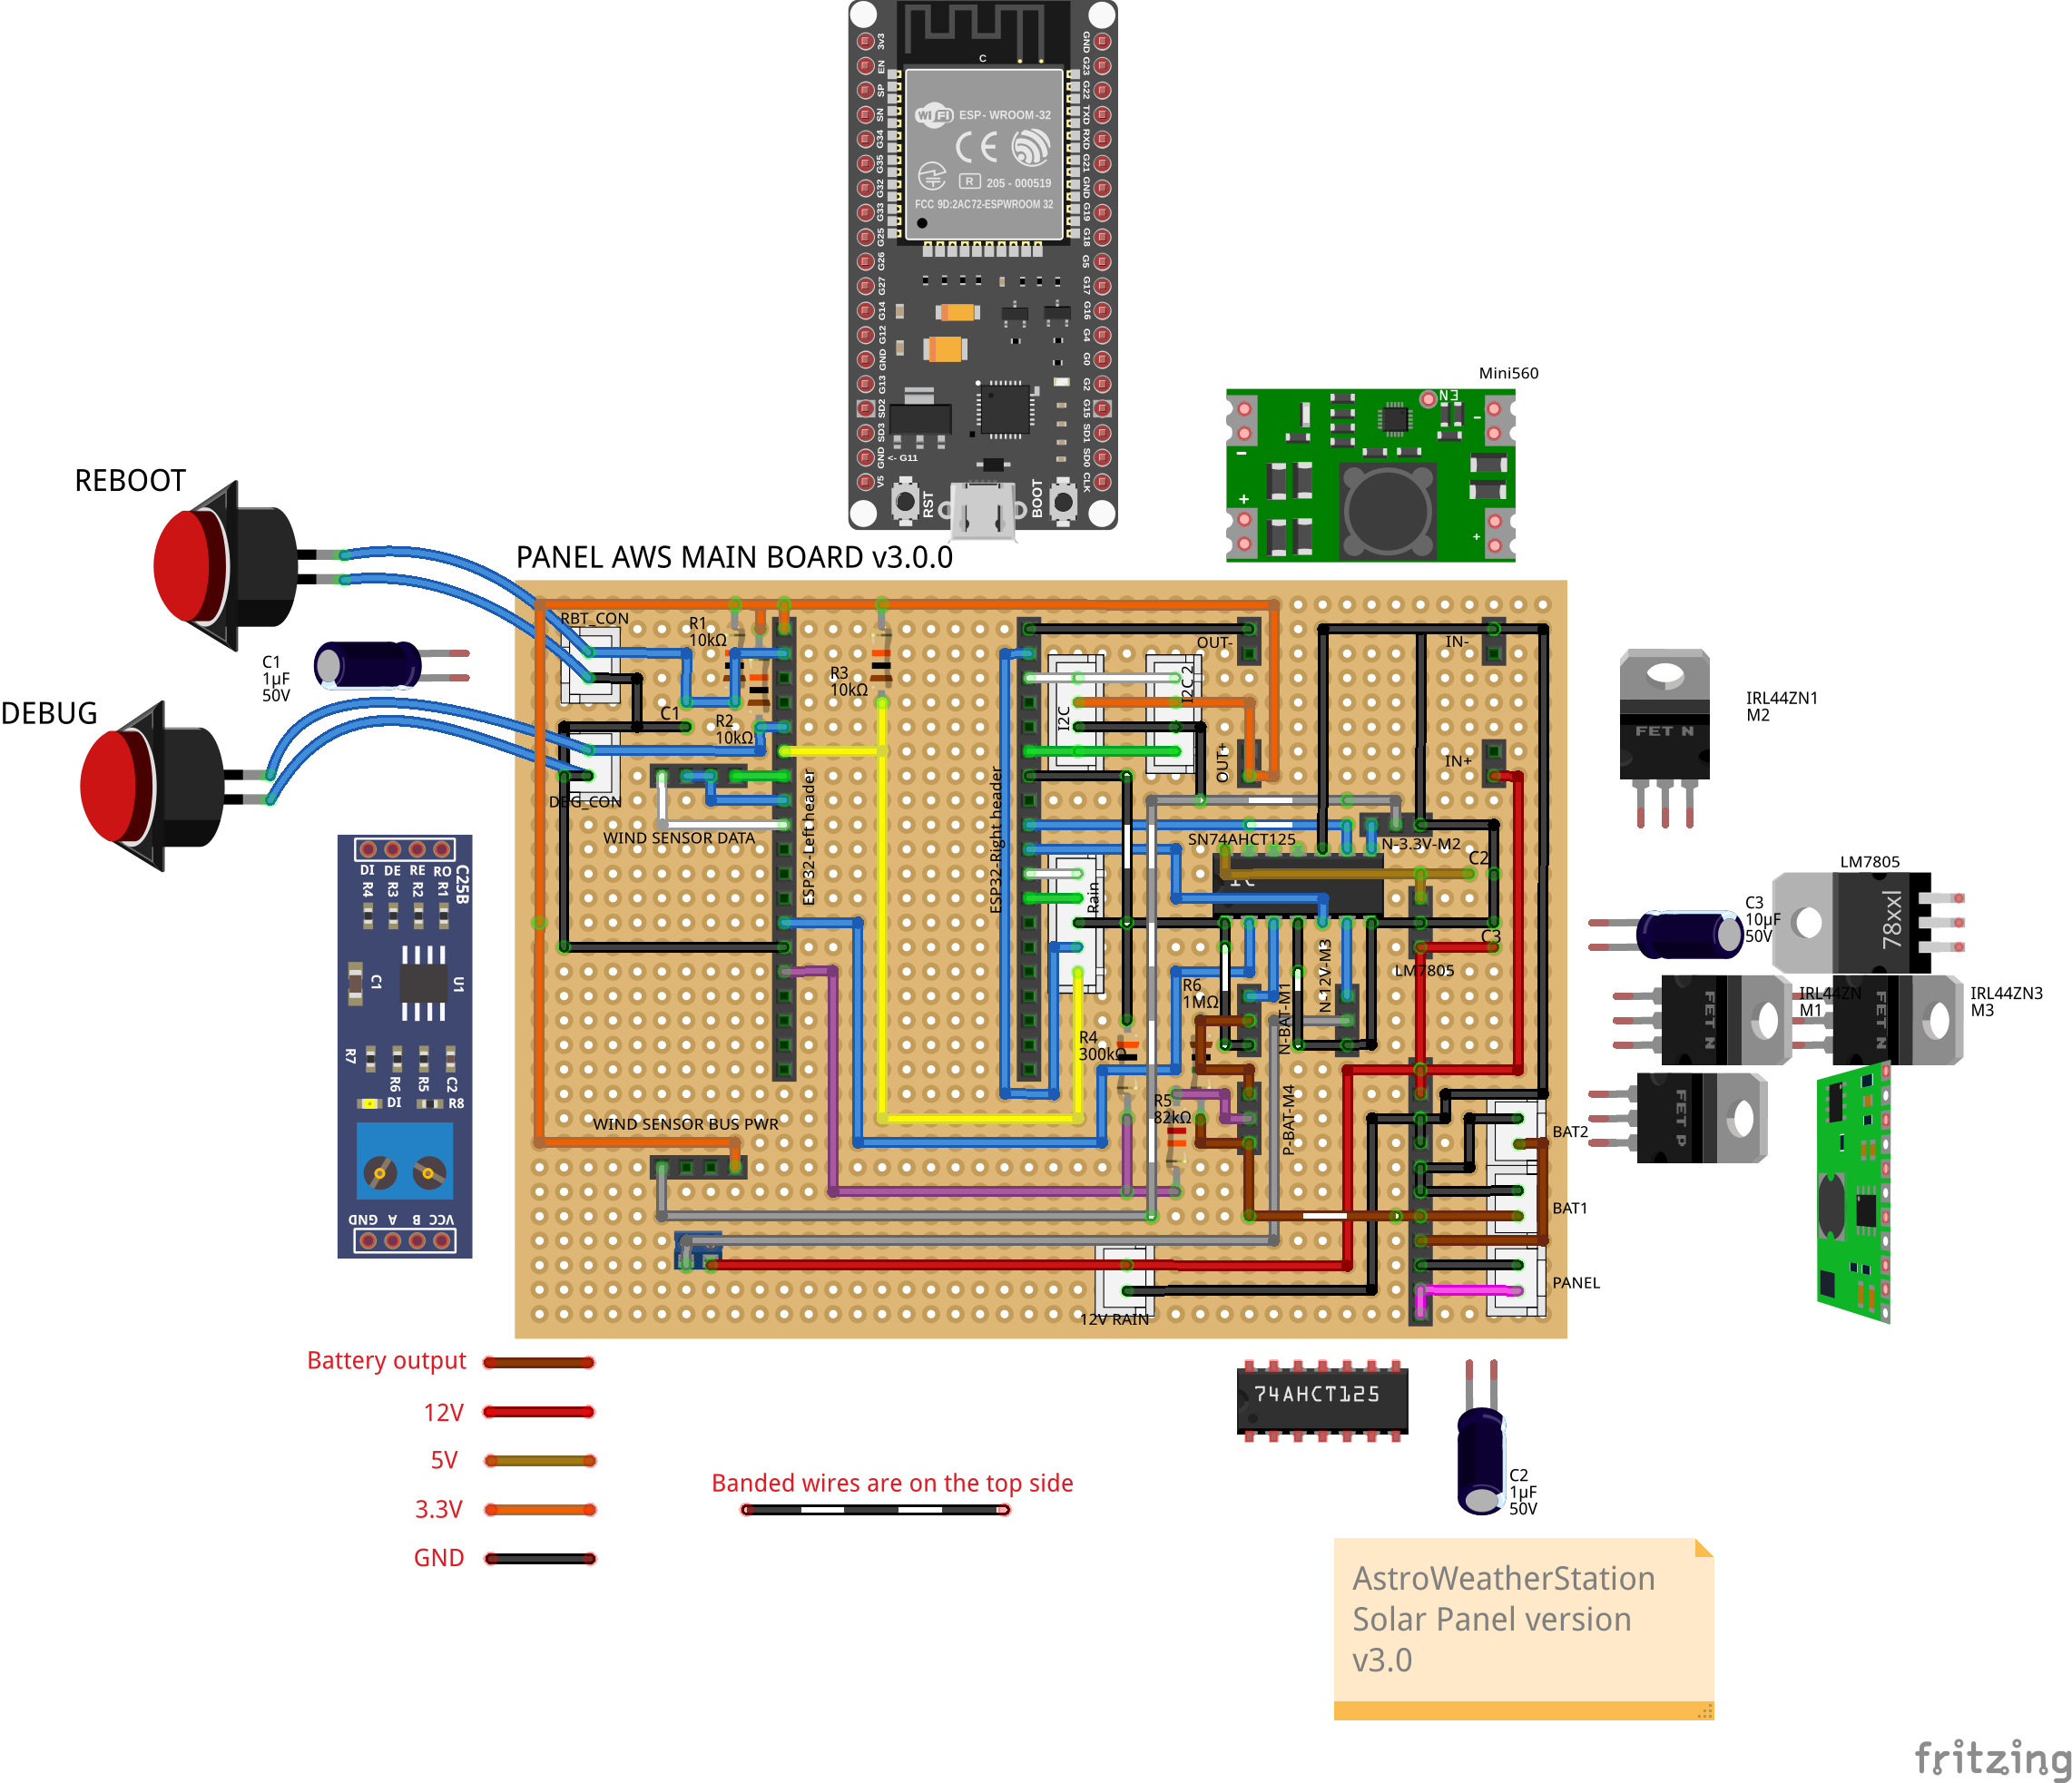 3v3
EN
SP
SN
G34
G35
G32
G33
G25
G26
G27
G14
G12
GND
G13
SD2
SD3
GND
V5
GND
G23
G22
TXD
RXD
G21
GND
G19
G18
G5
G17
G16
G4
G0
G2
G15
SD1
SD0
CLK
C
WiFi ESP - WROOM -32
CE
R 205 - 000519
FCC 9D:2AC72-ESPWROOM 32
<- G11
RST
BOOT
Mini560
EN
−
−
+
+
REBOOT
DEBUG
C1
1µF
50V
PANEL AWS MAIN BOARD v3.0.0
RBT_CON
R1
10kΩ
R3
10kΩ
C1
R2
10kΩ
DEG_CON
WIND SENSOR DATA
ESP32-Left header
ESP32-Right header
I2C
I2C 2
OUT-
OUT+
IN-
IN+
SN74AHCT125
N-3.3V-M2
C2
Rain
C3
LM7805
R6
1MΩ
N-BAT-M1
N-12V-M3
R4
300kΩ
R5
82kΩ
P-BAT-M4
WIND SENSOR BUS PWR
BAT2
BAT1
PANEL
12V RAIN
IRL44ZN1
M2
FET N
LM7805
78xxl
C3
10µF
50V
IRL44ZN
M1
FET N
IRL44ZN3
M3
FET N
FET P
DI DE RE RO
R4 R3 R2 R1
C25B
C1
U1
R7
R6 R5 C2
DI
R8
GND A B VCC
Battery output
12V
5V
3.3V
GND
Banded wires are on the top side
74AHCT125
C2
1µF
50V
AstroWeatherStation
Solar Panel version
v3.0
fritzing